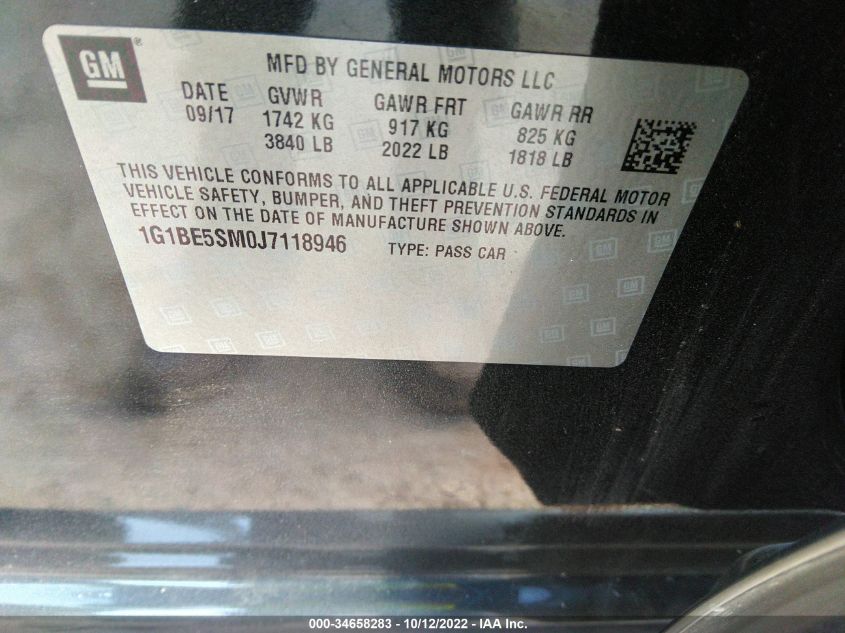 GM®
MFD BY GENERAL MOTORS LLC
DATE GVWR GAWR FRT GAWR RR
09/17 1742 KG 917 KG 825 KG
3840 LB 2022 LB 1818 LB
THIS VEHICLE CONFORMS TO ALL APPLICABLE U.S. FEDERAL MOTOR
VEHICLE SAFETY, BUMPER, AND THEFT PREVENTION STANDARDS IN
EFFECT ON THE DATE OF MANUFACTURE SHOWN ABOVE.
1G1BE5SM0J7118946 TYPE: PASS CAR
000-34658283 - 10/12/2022 - IAA Inc.